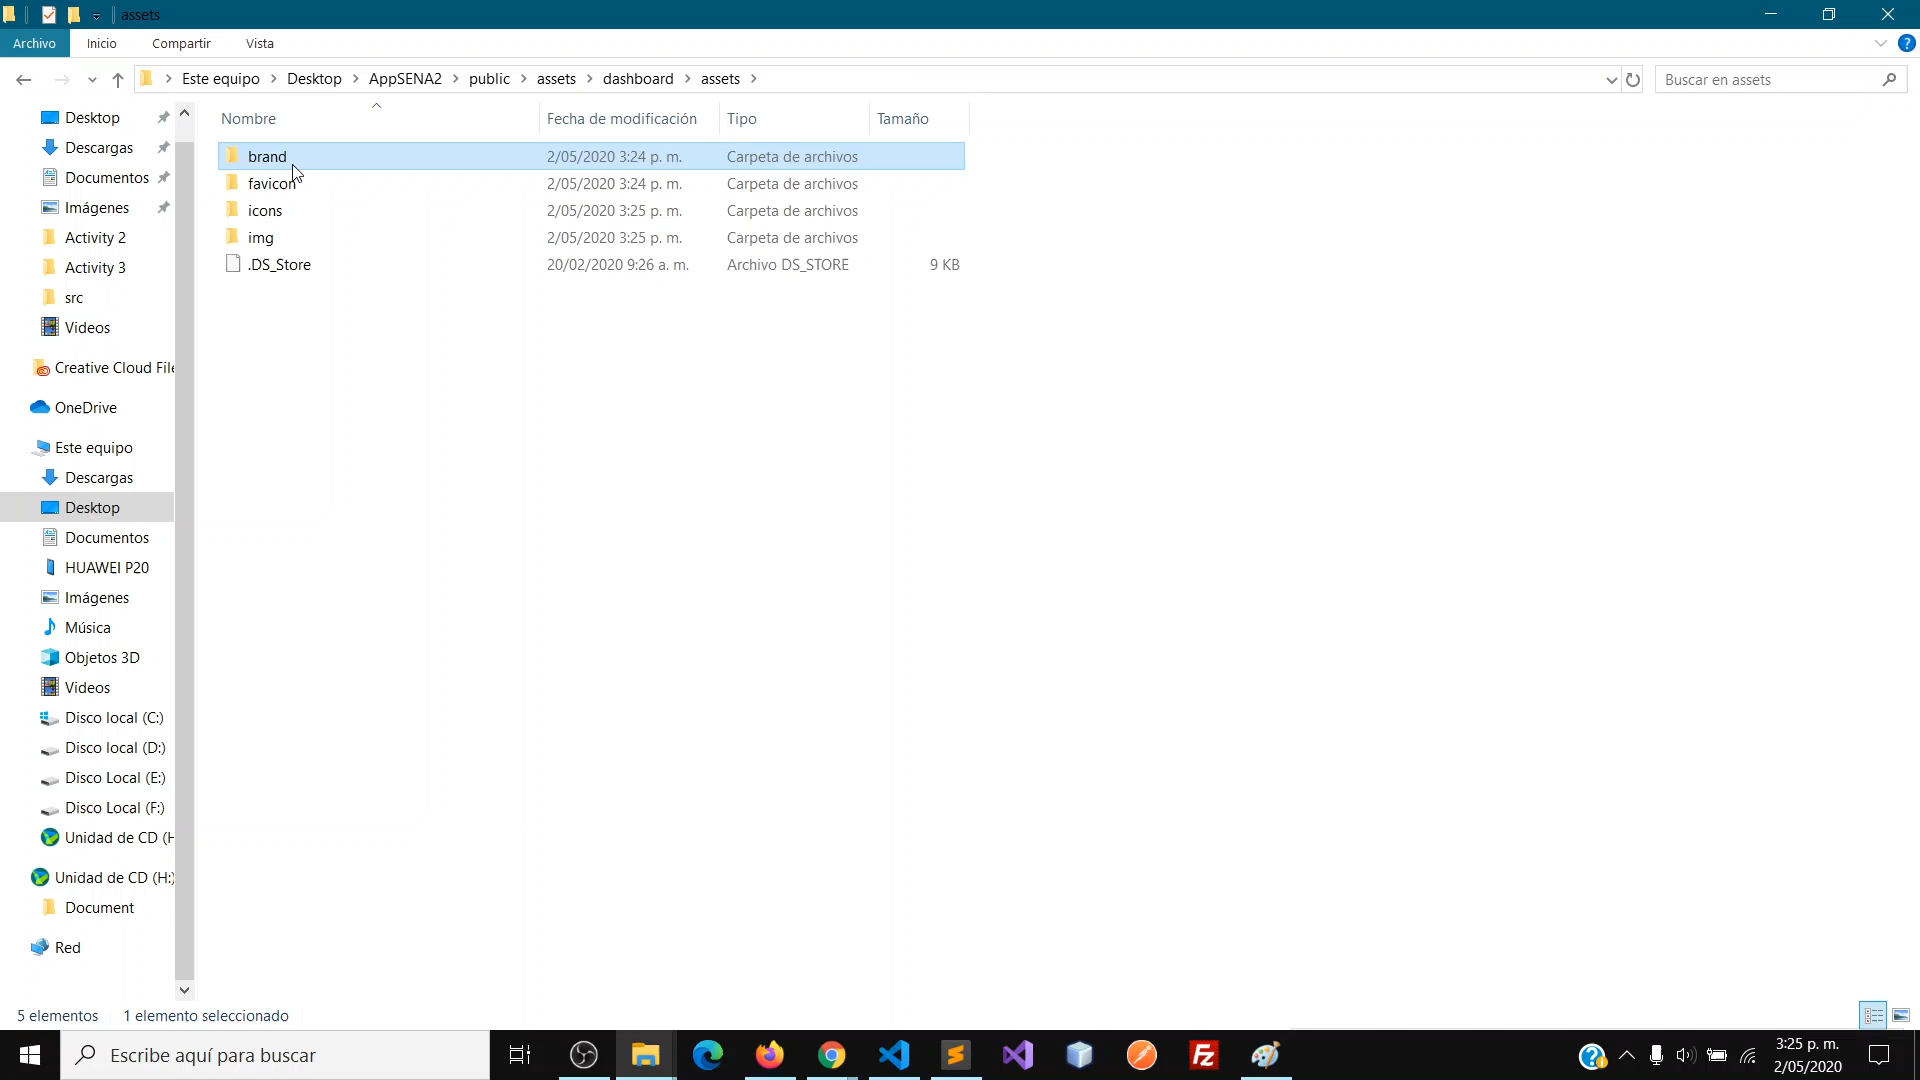 assets
Archivo Inicio Compartir Vista
Este equipo Desktop AppSENA2 public assets dashboard assets
Buscar en assets
Nombre Fecha de modificación Tipo Tamaño
brand 2/05/2020 3:24 p. m. Carpeta de archivos
favicon 2/05/2020 3:24 p. m. Carpeta de archivos
icons 2/05/2020 3:25 p. m. Carpeta de archivos
img 2/05/2020 3:25 p. m. Carpeta de archivos
.DS_Store 20/02/2020 9:26 a. m. Archivo DS_STORE 9 KB
Desktop
Descargas
Documentos
Imágenes
Activity 2
Activity 3
src
Videos
Creative Cloud File
OneDrive
Este equipo
Descargas
Desktop
Documentos
HUAWEI P20
Imágenes
Música
Objetos 3D
Videos
Disco local (C:)
Disco local (D:)
Disco Local (E:)
Disco Local (F:)
Unidad de CD (H
Unidad de CD (H:)
Document
Red
5 elementos 1 elemento seleccionado
Escribe aquí para buscar
3:25 p. m.
2/05/2020